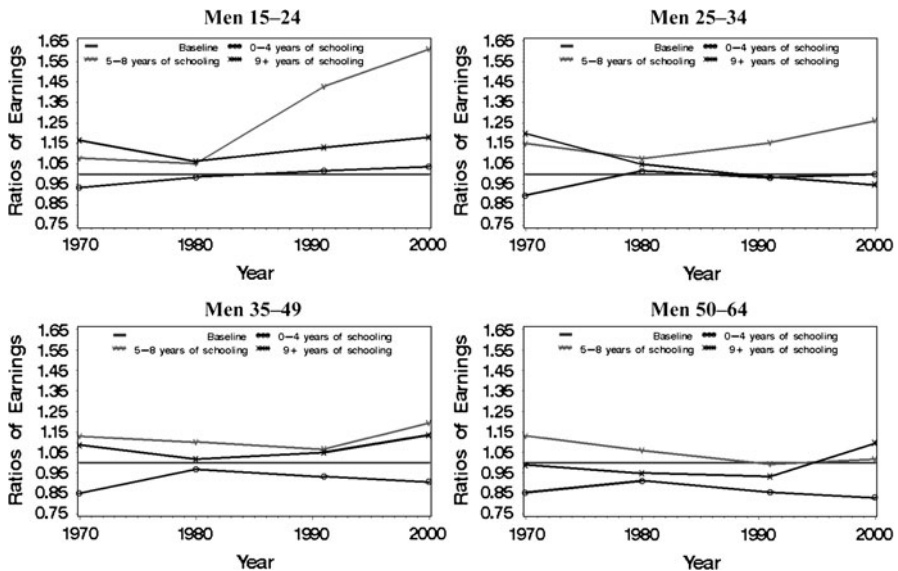 Men 15–24
Ratios of Earnings
1.65
1.55
1.45
1.35
1.25
1.15
1.05
0.95
0.85
0.75
Baseline 0–4 years of schooling
5–8 years of schooling 9+ years of schooling
1970 1980 1990 2000
Year
Men 25–34
Ratios of Earnings
1.65
1.55
1.45
1.35
1.25
1.15
1.05
0.95
0.85
0.75
Baseline 0–4 years of schooling
5–8 years of schooling 9+ years of schooling
1970 1980 1990 2000
Year
Men 35–49
Ratios of Earnings
1.65
1.55
1.45
1.35
1.25
1.15
1.05
0.95
0.85
0.75
Baseline 0–4 years of schooling
5–8 years of schooling 9+ years of schooling
1970 1980 1990 2000
Year
Men 50–64
Ratios of Earnings
1.65
1.55
1.45
1.35
1.25
1.15
1.05
0.95
0.85
0.75
Baseline 0–4 years of schooling
5–8 years of schooling 9+ years of schooling
1970 1980 1990 2000
Year